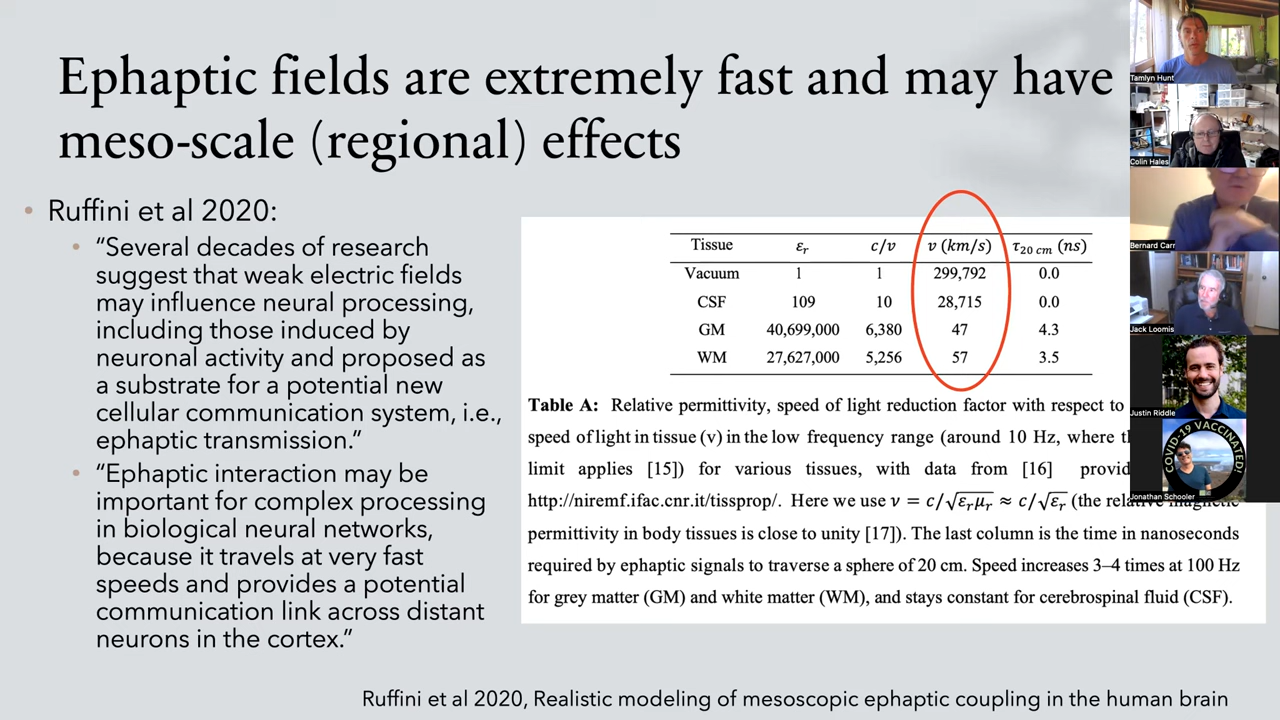 Ephaptic fields are extremely fast and may have
meso-scale (regional) effects
• Ruffini et al 2020:
• “Several decades of research
suggest that weak electric fields
may influence neural processing,
including those induced by
neuronal activity and proposed as
a substrate for a potential new
cellular communication system, i.e.,
ephaptic transmission.”
• “Ephaptic interaction may be
important for complex processing
in biological neural networks,
because it travels at very fast
speeds and provides a potential
communication link across distant
neurons in the cortex.”
Tissue εr c/v v (km/s) τ20 cm (ns)
Vacuum 1 1 299,792 0.0
CSF 109 10 28,715 0.0
GM 40,699,000 6,380 47 4.3
WM 27,627,000 5,256 57 3.5
Table A: Relative permittivity, speed of light reduction factor with respect to
speed of light in tissue (v) in the low frequency range (around 10 Hz, where
limit applies [15]) for various tissues, with data from [16]
http://niremf.ifac.cnr.it/tissprop/. Here we use v = c/√εrμr ≈ c/√εr (the relative magnetic
permittivity in body tissues is close to unity [17]). The last column is the time in nanoseconds
required by ephaptic signals to traverse a sphere of 20 cm. Speed increases 3–4 times at 100 Hz
for grey matter (GM) and white matter (WM), and stays constant for cerebrospinal fluid (CSF).
Ruffini et al 2020, Realistic modeling of mesoscopic ephaptic coupling in the human brain
Tamlyn Hunt
Colin Hales
Bernard Carr
Jack Loomis
Justin Riddle
COVID-19 VACCINATED!
Jonathan Schooler